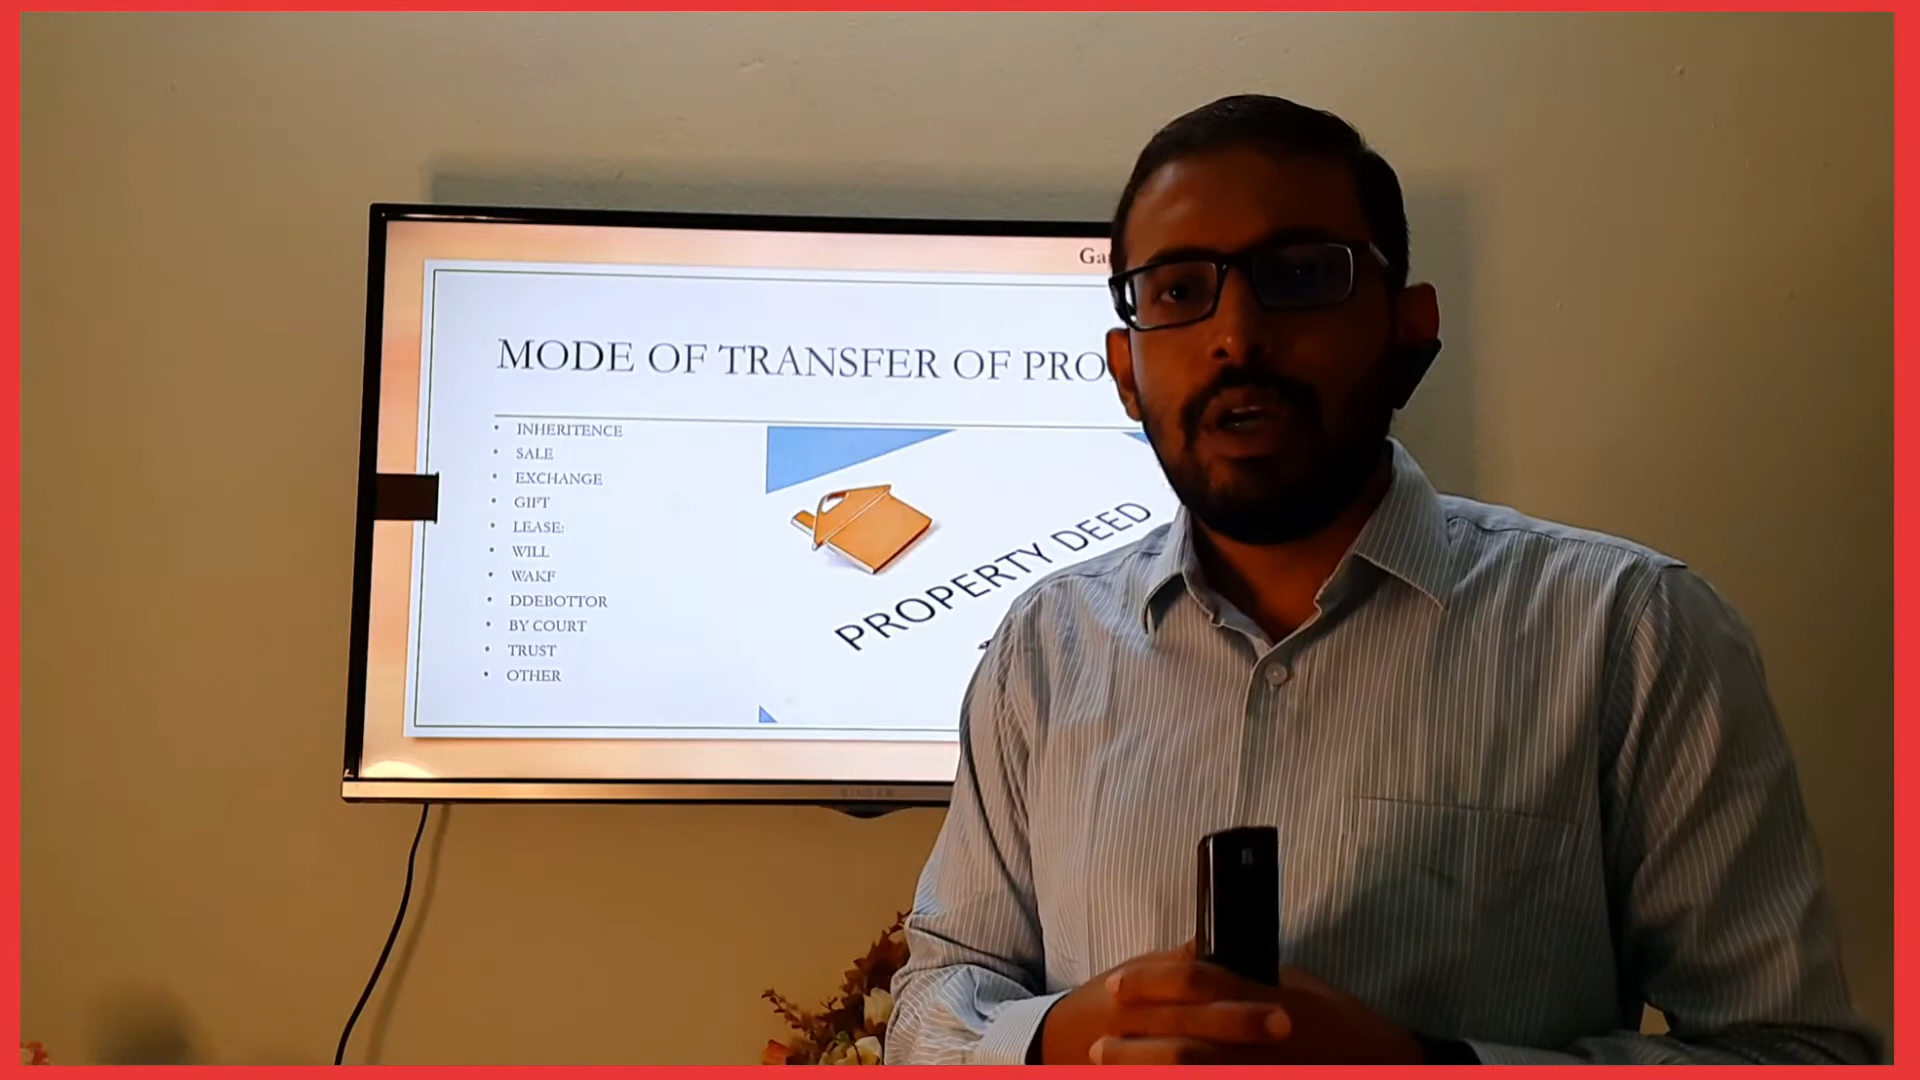 MODE OF TRANSFER OF PRO
• INHERITENCE
• SALE
• EXCHANGE
• GIFT
• LEASE:
• WILL
• WAKF
• DDEBOTTOR
• BY COURT
• TRUST
• OTHER
PROPERTY DEED
SINGER